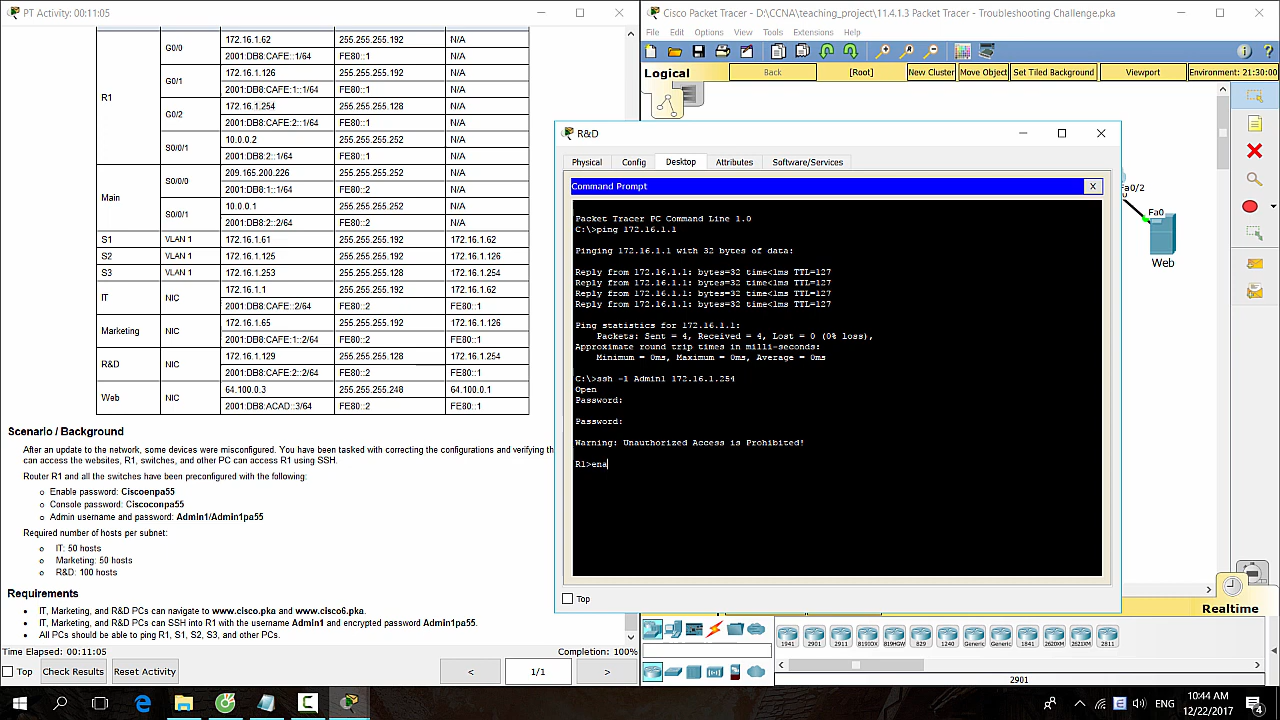 PT Activity: 00:11:05
G0/0
172.16.1.62
255.255.255.192
N/A
2001:DB8:CAFE::1/64
FE80::1
N/A
R1
G0/1
172.16.1.126
255.255.255.192
N/A
2001:DB8:CAFE:1::1/64
FE80::1
N/A
G0/2
172.16.1.254
255.255.255.128
N/A
2001:DB8:CAFE:2::1/64
FE80::1
N/A
S0/0/1
10.0.0.2
255.255.255.252
N/A
2001:DB8:2::1/64
FE80::1
N/A
Main
S0/0/0
209.165.200.226
255.255.255.252
N/A
2001:DB8:1::1/64
FE80::1
N/A
S0/0/1
10.0.0.1
255.255.255.252
N/A
2001:DB8:2::2/64
FE80::1
N/A
S1
VLAN 1
172.16.1.61
255.255.255.192
172.16.1.62
S2
VLAN 1
172.16.1.125
255.255.255.192
172.16.1.126
S3
VLAN 1
172.16.1.253
255.255.255.128
172.16.1.254
IT
NIC
172.16.1.1
255.255.255.192
172.16.1.62
2001:DB8:CAFE::2/64
FE80::2
FE80::1
Marketing
NIC
172.16.1.65
255.255.255.192
172.16.1.126
2001:DB8:CAFE:1::2/64
FE80::2
FE80::1
R&D
NIC
172.16.1.129
255.255.255.128
172.16.1.254
2001:DB8:CAFE:2::2/64
FE80::2
FE80::1
Web
NIC
64.100.0.3
255.255.255.248
64.100.0.1
2001:DB8:ACAD::3/64
FE80::2
FE80::1
Scenario / Background
After an update to the network, some devices were misconfigured. You have been tasked with correcting the configurations and verifying th
can access the websites, R1, switches, and other PC can access R1 using SSH.
Router R1 and all the switches have been preconfigured with the following:
o Enable password: Ciscoenpa55
o Console password: Ciscoconpa55
o Admin username and password: Admin1/Admin1pa55
Required number of hosts per subnet:
o IT: 50 hosts
o Marketing: 50 hosts
o R&D: 100 hosts
Requirements
• IT, Marketing, and R&D PCs can navigate to www.cisco.pka and www.cisco6.pka.
• IT, Marketing, and R&D PCs can SSH into R1 with the username Admin1 and encrypted password Admin1pa55.
• All PCs should be able to ping R1, S1, S2, S3, and other PCs.
Time Elapsed: 00:11:05
Completion: 100%
Top
Check Results
Reset Activity
<
1/1
>
Cisco Packet Tracer - D:\CCNA\teaching_project\11.4.1.3 Packet Tracer - Troubleshooting Challenge.pka
File Edit Options View Tools Extensions Help
Logical
Back
[Root]
New Cluster
Move Object
Set Tiled Background
Viewport
Environment: 21:30:00
Fa0/2
Fa0
Web
R&D
Physical
Config
Desktop
Attributes
Software/Services
Command Prompt
X
Packet Tracer PC Command Line 1.0
C:\>ping 172.16.1.1
Pinging 172.16.1.1 with 32 bytes of data:
Reply from 172.16.1.1: bytes=32 time<1ms TTL=127
Reply from 172.16.1.1: bytes=32 time<1ms TTL=127
Reply from 172.16.1.1: bytes=32 time<1ms TTL=127
Reply from 172.16.1.1: bytes=32 time<1ms TTL=127
Ping statistics for 172.16.1.1:
Packets: Sent = 4, Received = 4, Lost = 0 (0% loss),
Approximate round trip times in milli-seconds:
Minimum = 0ms, Maximum = 0ms, Average = 0ms
C:\>ssh -l Admin1 172.16.1.254
Open
Password:
Password:
Warning: Unauthorized Access is Prohibited!
R1>ena
Top
Realtime
1941
2901
2911
819IOX
819HGW
829
1240
Generic
Generic
1841
2620XM
2621XM
2811
2901
ENG
10:44 AM
12/22/2017
4